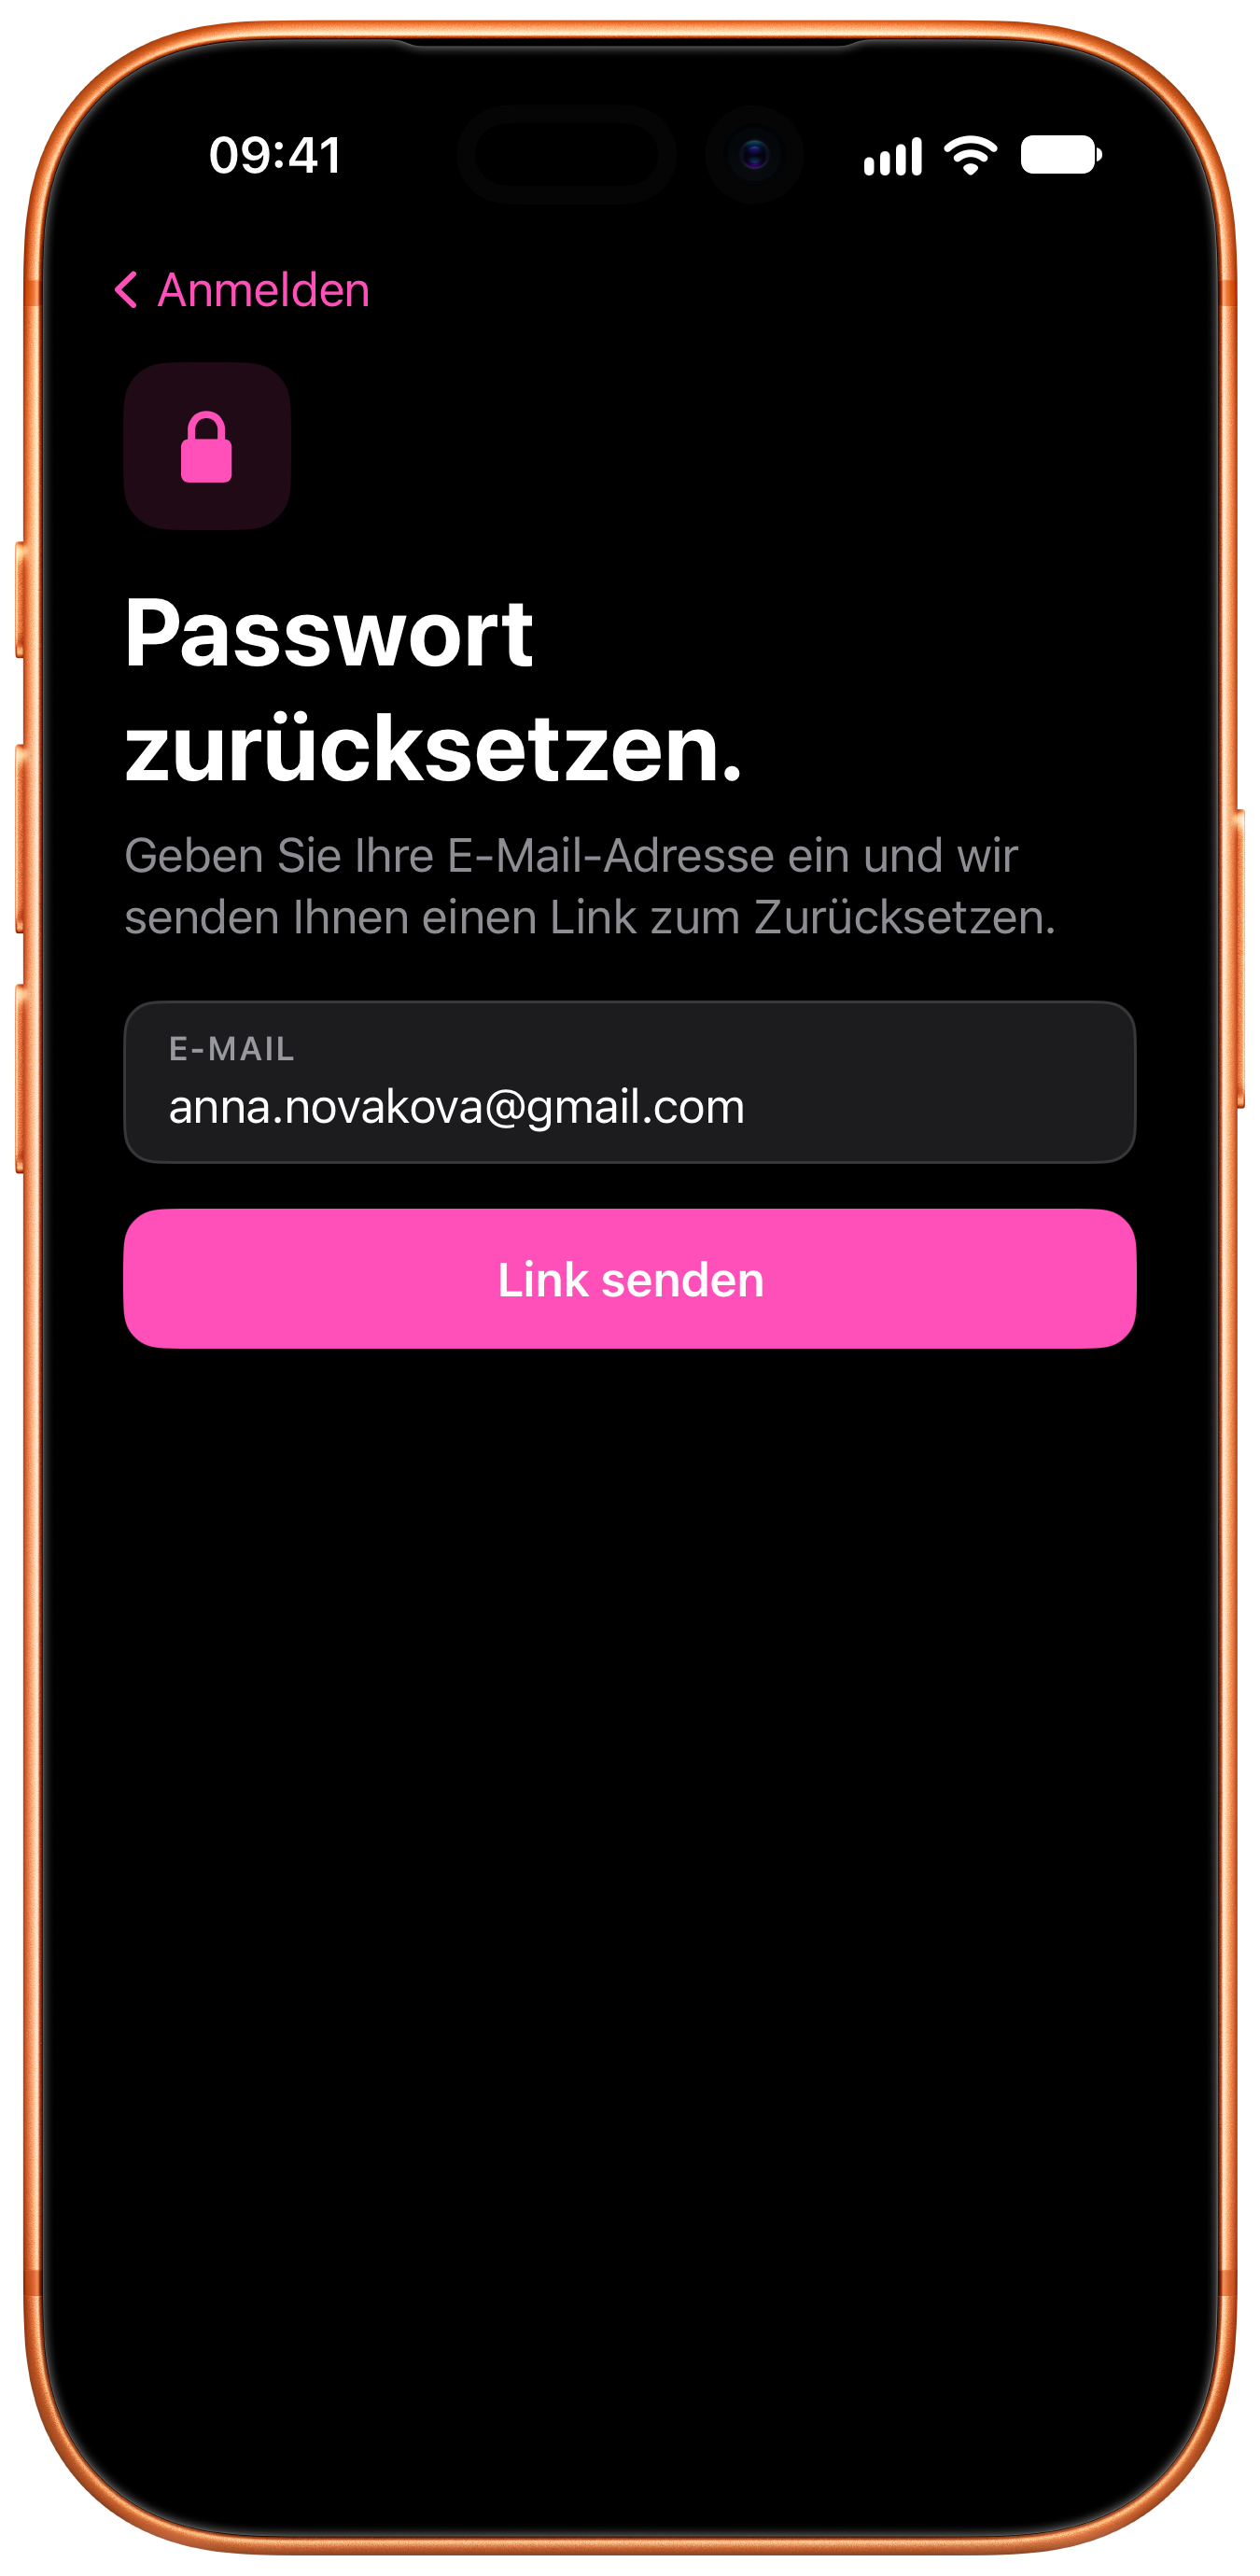 09:41
Anmelden
Passwort
zurücksetzen.
Geben Sie Ihre E-Mail-Adresse ein und wir
senden Ihnen einen Link zum Zurücksetzen.
E-MAIL
anna.novakova@gmail.com
Link senden